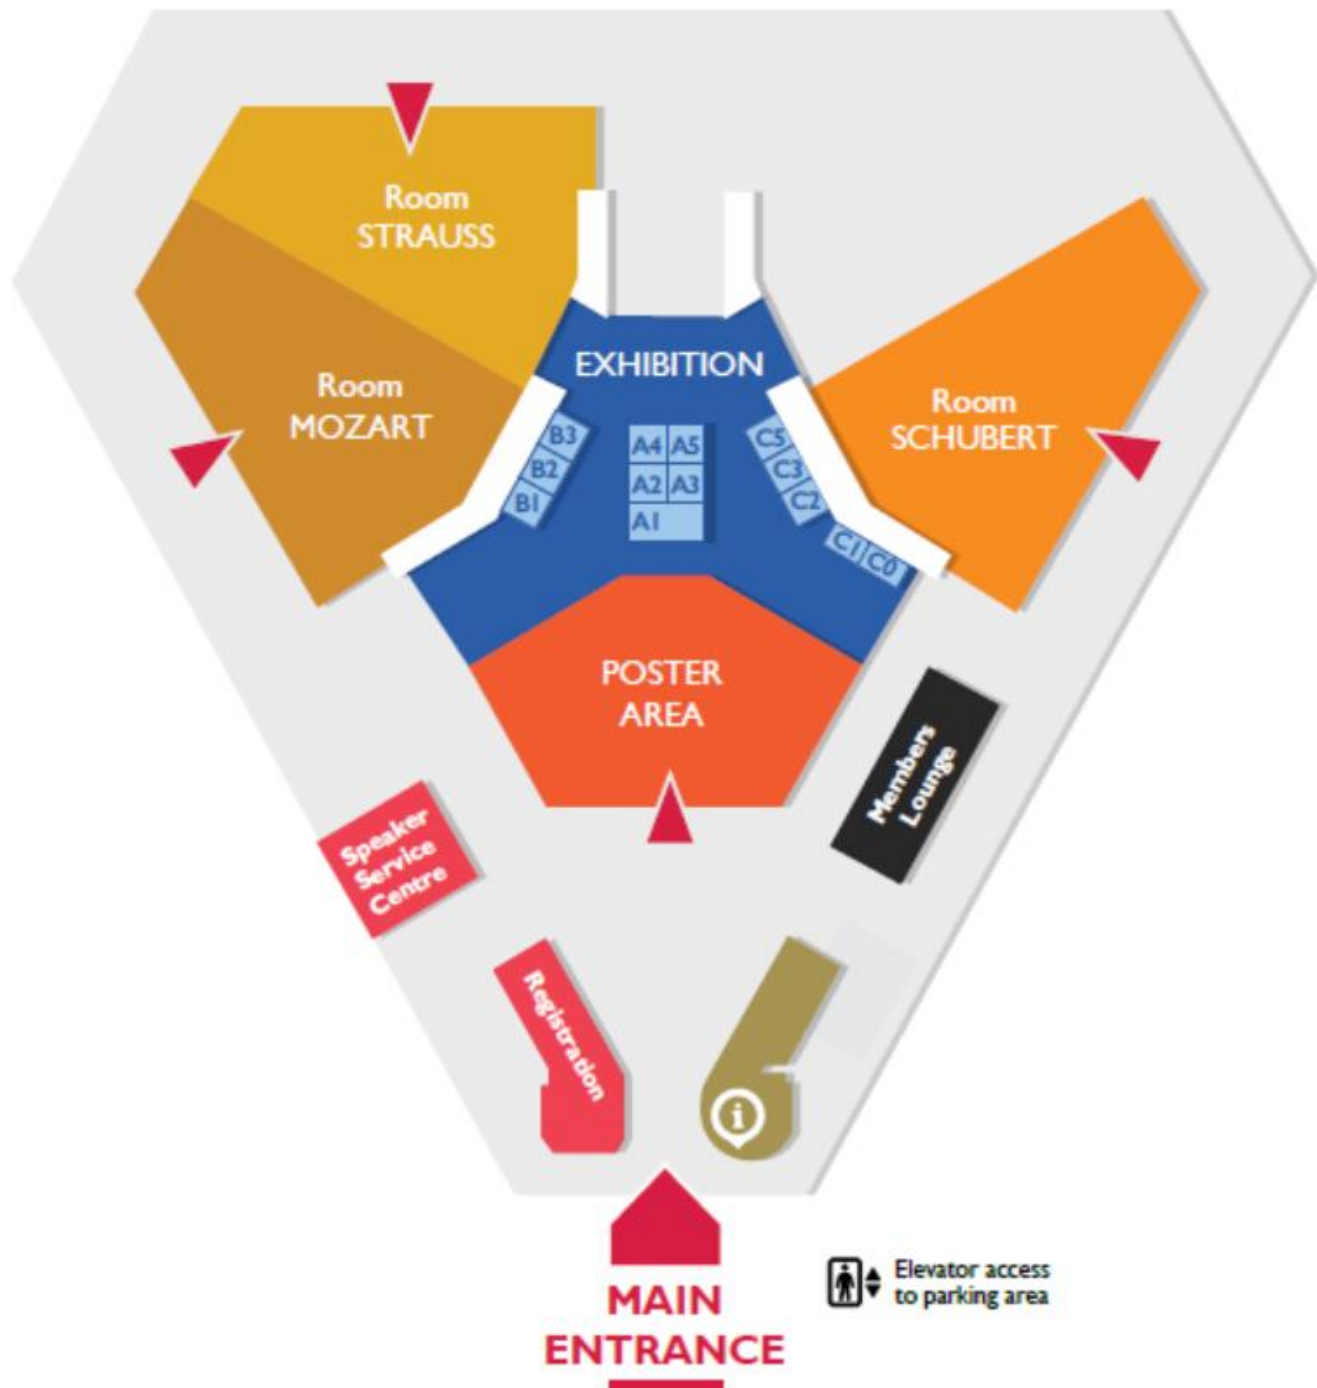 Room
STRAUSS
Room
MOZART
EXHIBITION
Room
SCHUBERT
B3
B2
B1
A4 A5
A2 A3
A1
C5
C3
C2
C1 C0
POSTER
AREA
Members
Lounge
Speaker
Service
Centre
Registration
i
MAIN
ENTRANCE
Elevator access
to parking area